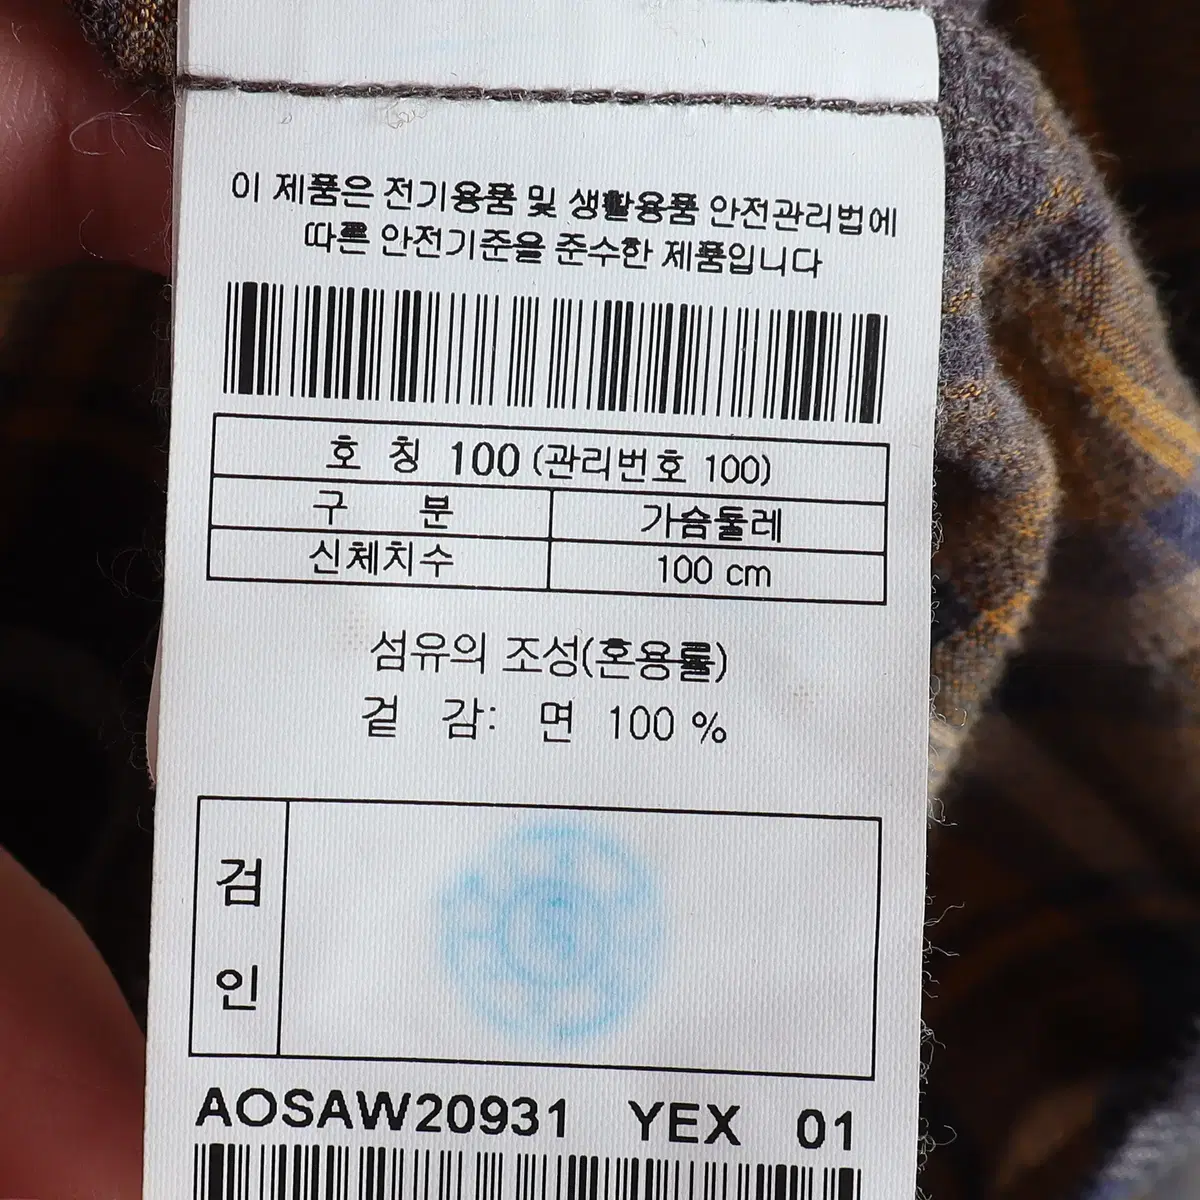 이 제품은 전기용품 및 생활용품 안전관리법에
따른 안전기준을 준수한 제품입니다
호 칭 100 (관리번호 100)
구 분 가슴둘레
신체치수 100 cm
섬유의 조성(혼용률)
겉 감: 면 100 %
검
인
AOSAW20931 YEX 01